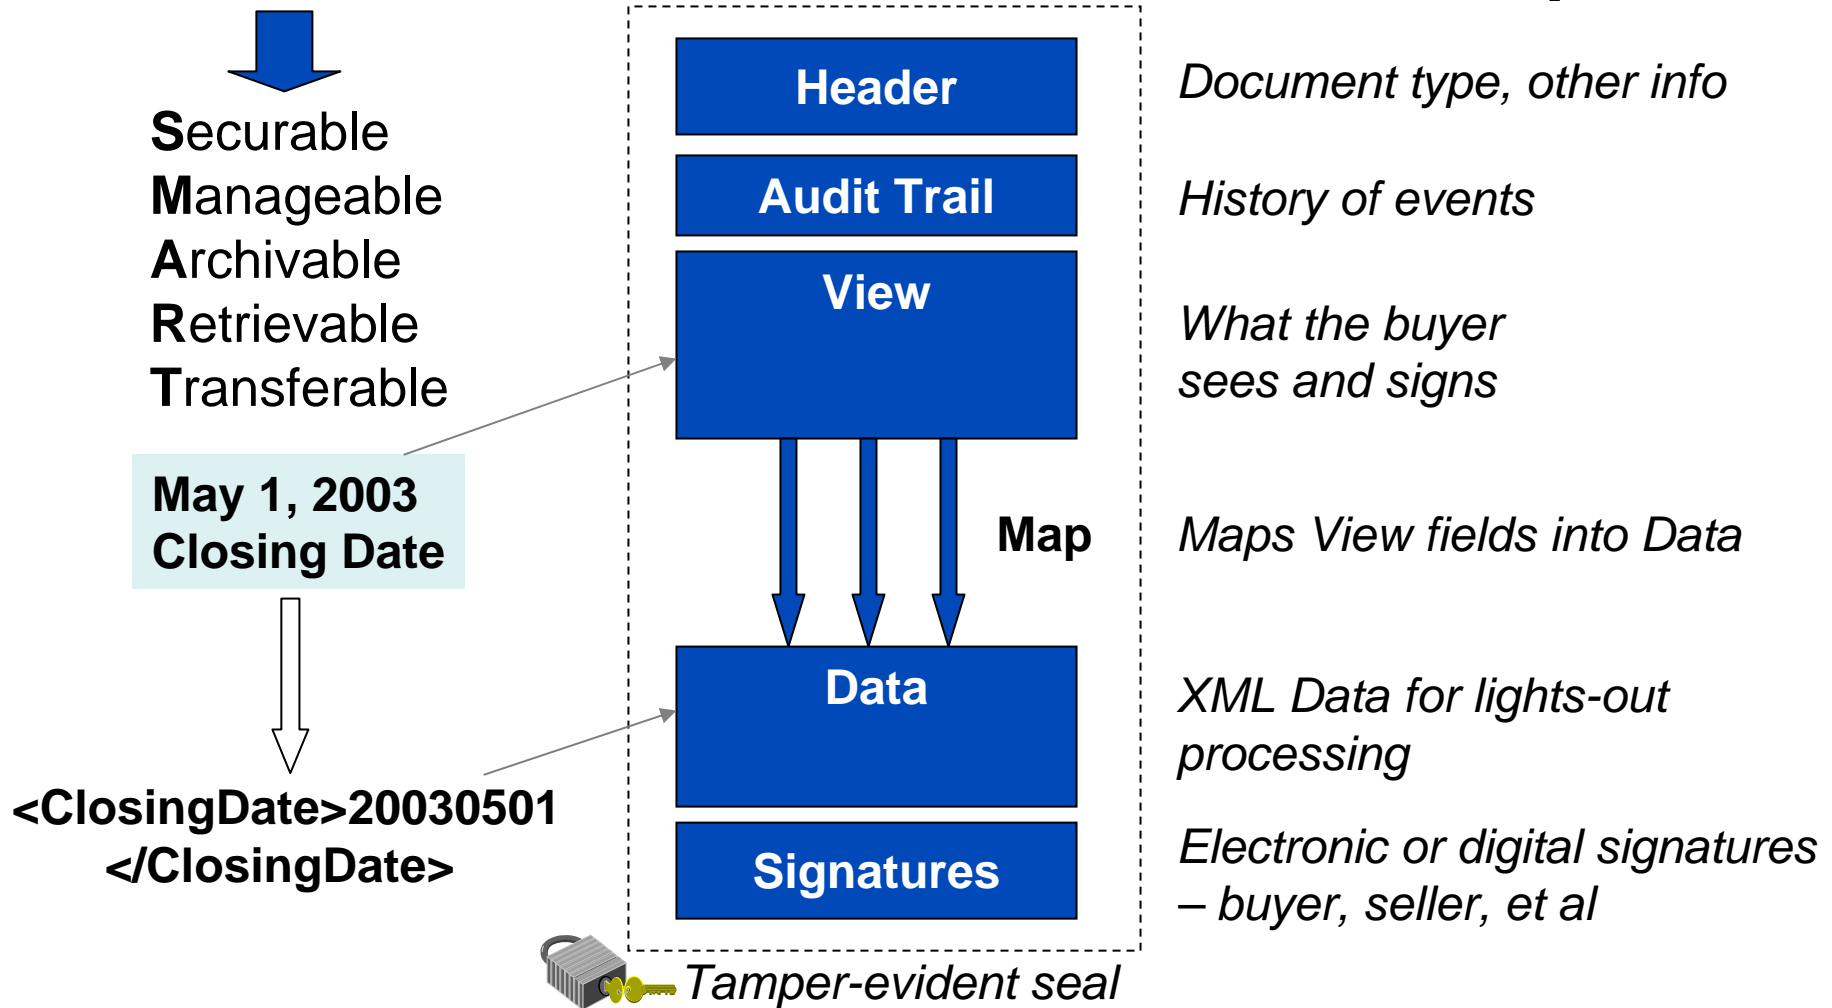 Securable
Manageable
Archivable
Retrievable
Transferable
May 1, 2003
Closing Date
<ClosingDate>20030501
</ClosingDate>
Header
Document type, other info
Audit Trail
History of events
View
What the buyer
sees and signs
Map
Maps View fields into Data
Data
XML Data for lights-out
processing
Signatures
Electronic or digital signatures
– buyer, seller, et al
Tamper-evident seal